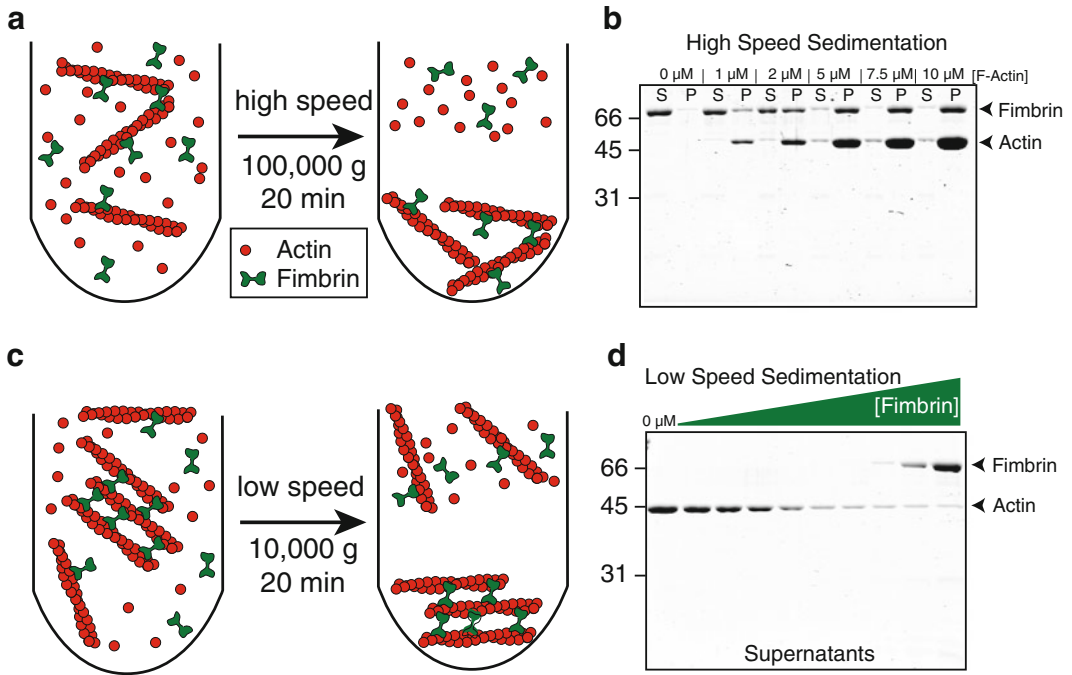 a
high speed
100,000 g
20 min
Actin
Fimbrin
b
High Speed Sedimentation
0 µM | 1 µM | 2 µM | 5 µM | 7.5 µM | 10 µM [F-Actin]
S P S P S P S P S P S P
66
45
31
Fimbrin
Actin
c
low speed
10,000 g
20 min
d
Low Speed Sedimentation
[Fimbrin]
0 µM
66
45
31
Fimbrin
Actin
Supernatants